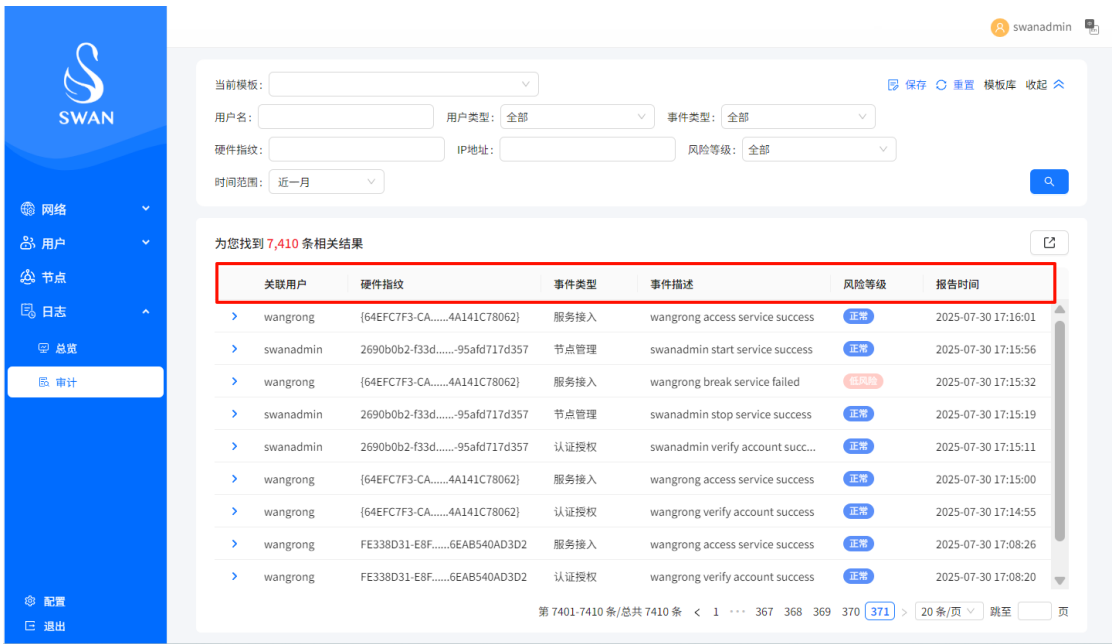 swanadmin
SWAN
当前模板:
保存 重置 模板库 收起
用户名: 用户类型: 全部 事件类型: 全部
硬件指纹: IP地址: 风险等级: 全部
时间范围: 近一月
网络
用户
节点
日志
总览
审计
配置
退出
为您找到 7,410 条相关结果
关联用户 硬件指纹 事件类型 事件描述 风险等级 报告时间
wangrong {64EFC7F3-CA......4A141C78062} 服务接入 wangrong access service success 正常 2025-07-30 17:16:01
swanadmin 2690b0b2-f33d......-95afd717d357 节点管理 swanadmin start service success 正常 2025-07-30 17:15:56
wangrong {64EFC7F3-CA......4A141C78062} 服务接入 wangrong break service failed 低风险 2025-07-30 17:15:32
swanadmin 2690b0b2-f33d......-95afd717d357 节点管理 swanadmin stop service success 正常 2025-07-30 17:15:19
swanadmin 2690b0b2-f33d......-95afd717d357 认证授权 swanadmin verify account succ... 正常 2025-07-30 17:15:11
wangrong {64EFC7F3-CA......4A141C78062} 服务接入 wangrong access service success 正常 2025-07-30 17:15:00
wangrong {64EFC7F3-CA......4A141C78062} 认证授权 wangrong verify account success 正常 2025-07-30 17:14:55
wangrong FE338D31-E8F......6EAB540AD3D2 服务接入 wangrong access service success 正常 2025-07-30 17:08:26
wangrong FE338D31-E8F......6EAB540AD3D2 认证授权 wangrong verify account success 正常 2025-07-30 17:08:20
第 7401-7410 条/总共 7410 条 < 1 ··· 367 368 369 370 371 > 20 条/页 跳至 页